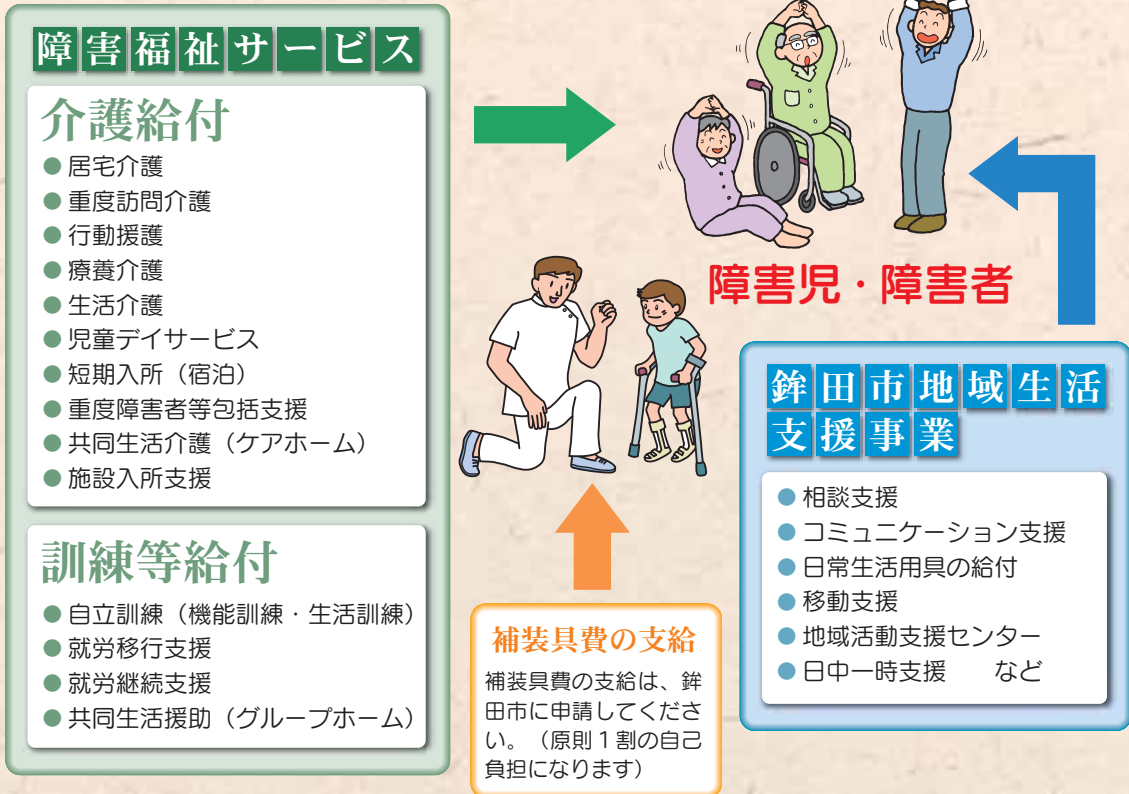 障害福祉サービス
介護給付
● 居宅介護
● 重度訪問介護
● 行動援護
● 療養介護
● 生活介護
● 児童デイサービス
● 短期入所（宿泊）
● 重度障害者等包括支援
● 共同生活介護（ケアホーム）
● 施設入所支援
訓練等給付
● 自立訓練（機能訓練・生活訓練）
● 就労移行支援
● 就労継続支援
● 共同生活援助（グループホーム）
障害児・障害者
補装具費の支給
補装具費の支給は、鉾
田市に申請してくださ
い。（原則１割の自己
負担になります）
鉾田市地域生活
支援事業
● 相談支援
● コミュニケーション支援
● 日常生活用具の給付
● 移動支援
● 地域活動支援センター
● 日中一時支援　　など